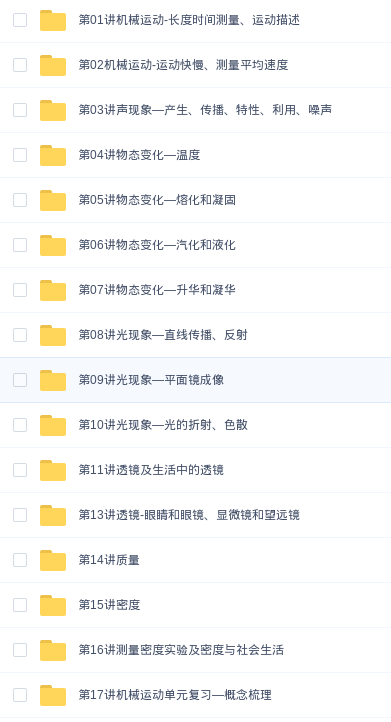 第01讲机械运动-长度时间测量、运动描述
第02机械运动-运动快慢、测量平均速度
第03讲声现象—产生、传播、特性、利用、噪声
第04讲物态变化—温度
第05讲物态变化—熔化和凝固
第06讲物态变化—汽化和液化
第07讲物态变化—升华和凝华
第08讲光现象—直线传播、反射
第09讲光现象—平面镜成像
第10讲光现象—光的折射、色散
第11讲透镜及生活中的透镜
第13讲透镜-眼睛和眼镜、显微镜和望远镜
第14讲质量
第15讲密度
第16讲测量密度实验及密度与社会生活
第17讲机械运动单元复习—概念梳理